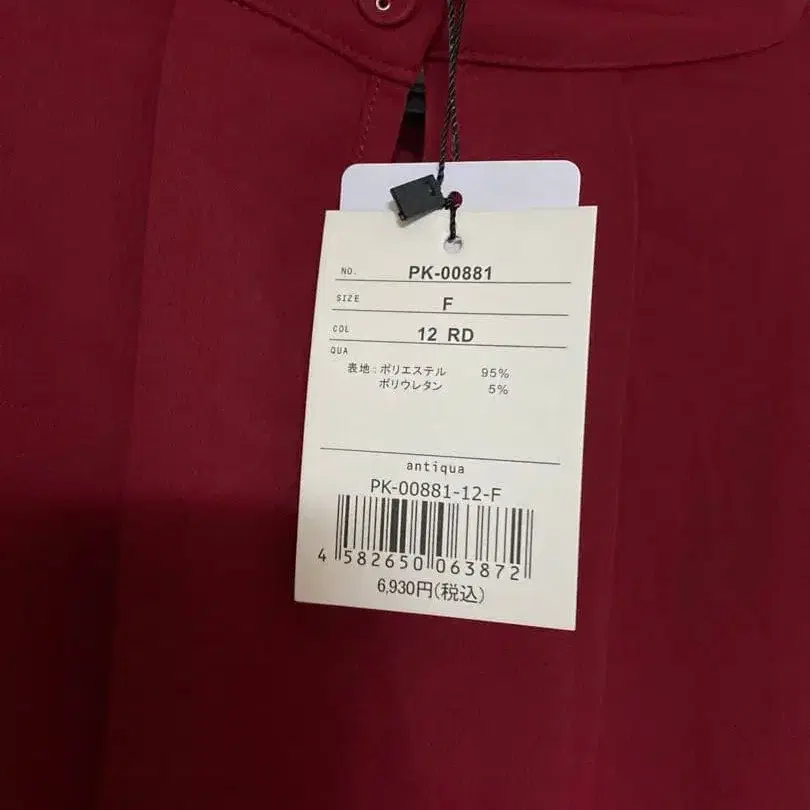 NO. PK-00881
SIZE F
COL 12 RD
QUA
表地:ポリエステル 95%
ポリウレタン 5%
antiqua
PK-00881-12-F
4 582650 063872
6,930円(税込)